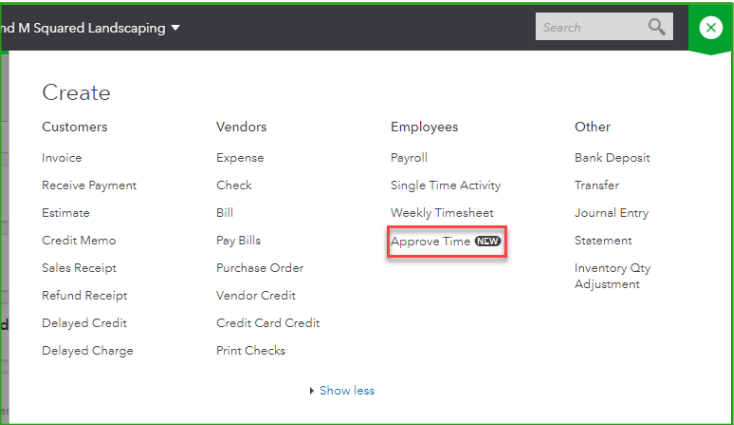 nd M Squared Landscaping
Search
Create
Customers
Invoice
Receive Payment
Estimate
Credit Memo
Sales Receipt
Refund Receipt
Delayed Credit
Delayed Charge
Vendors
Expense
Check
Bill
Pay Bills
Purchase Order
Vendor Credit
Credit Card Credit
Print Checks
Employees
Payroll
Single Time Activity
Weekly Timesheet
Approve Time NEW
Other
Bank Deposit
Transfer
Journal Entry
Statement
Inventory Qty
Adjustment
Show less